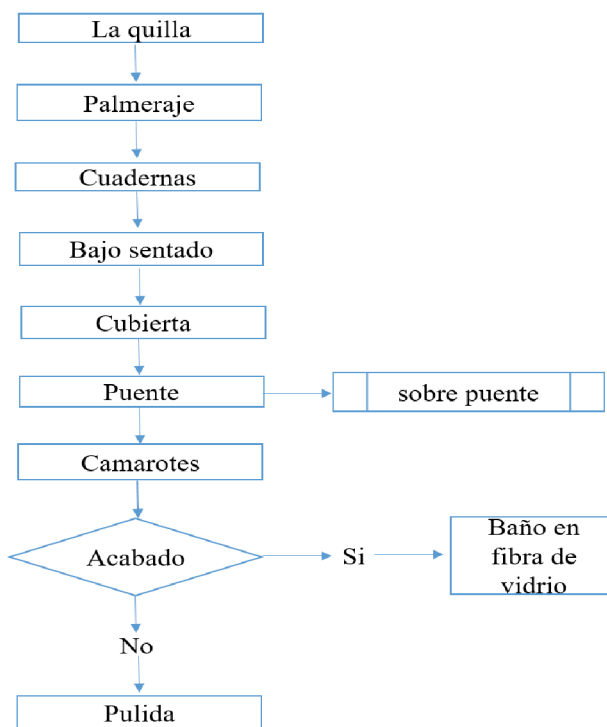 La quilla
Palmeraje
Cuadernas
Bajo sentado
Cubierta
Puente
sobre puente
Camarotes
Acabado
Si
Baño en
fibra de
vidrio
No
Pulida